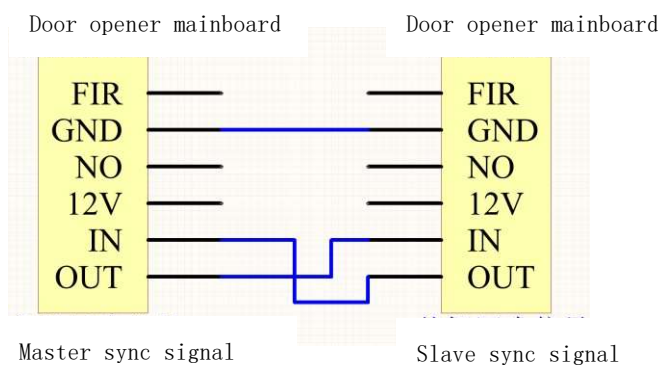 Door opener mainboard Door opener mainboard
FIR FIR
GND GND
NO NO
12V 12V
IN IN
OUT OUT
Master sync signal Slave sync signal